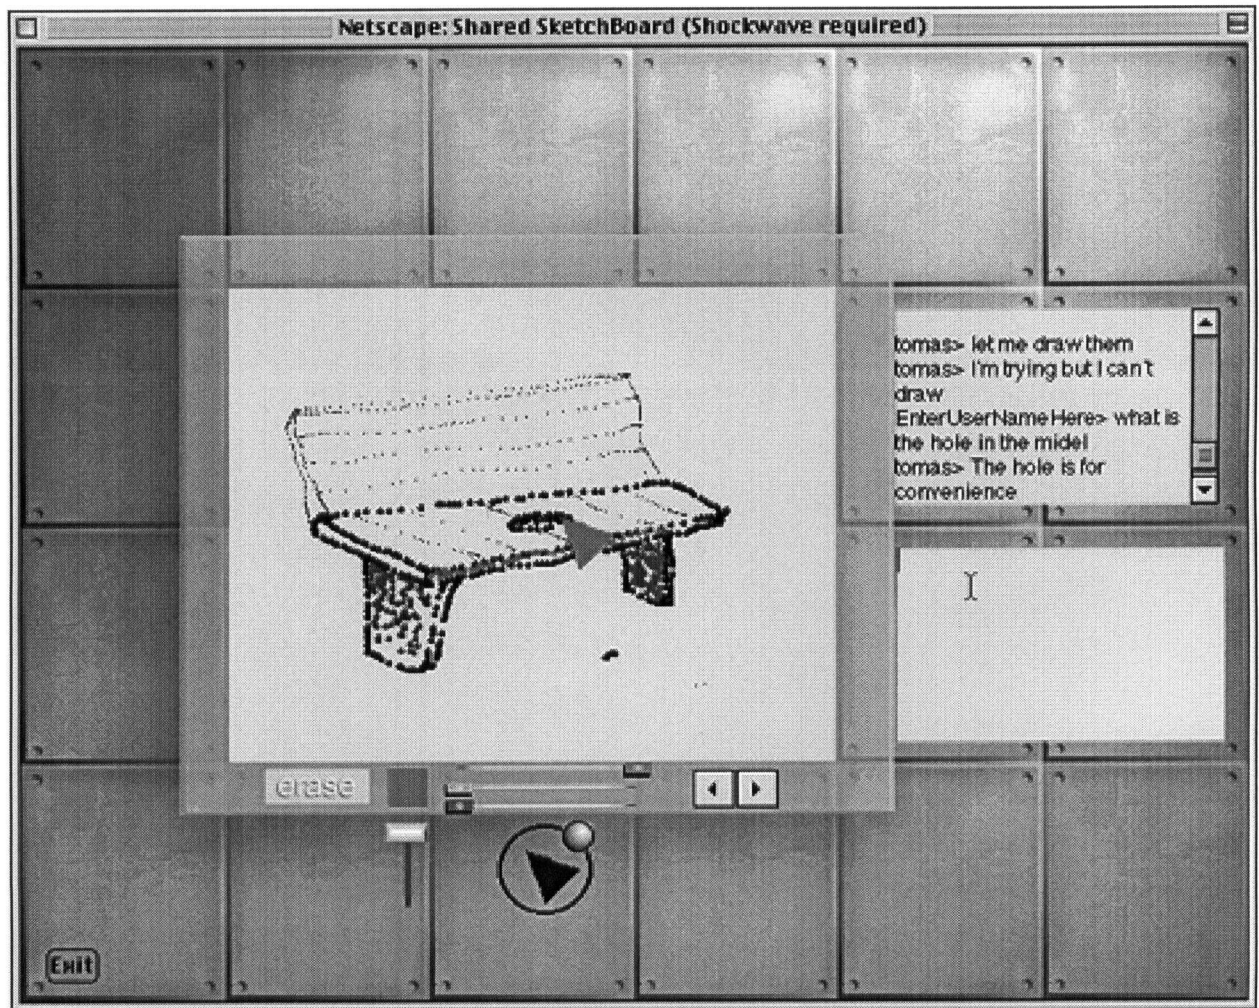 Netscape: Shared SketchBoard (Shockwave required)
tomas> let me draw them
tomas> I'm trying but I can't
draw
EnterUserNameHere> what is
the hole in the midel
tomas> The hole is for
convenience
erase
Exit